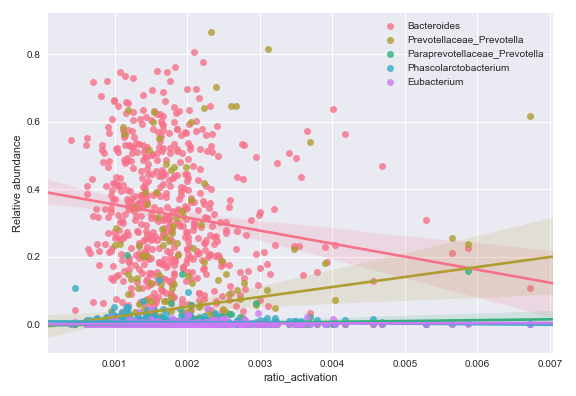 Bacteroides
Prevotellaceae_Prevotella
Paraprevotellaceae_Prevotella
Phascolarctobacterium
Eubacterium
Relative abundance
0.8
0.6
0.4
0.2
0.0
0.001 0.002 0.003 0.004 0.005 0.006 0.007
ratio_activation